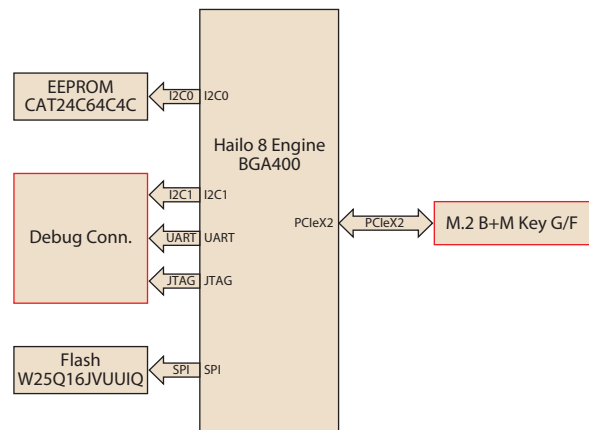 EEPROM
CAT24C64C4C
I2C0
I2C0
Hailo 8 Engine
BGA400
Debug Conn.
I2C1
I2C1
UART
UART
JTAG
JTAG
PCIeX2
PCIeX2
M.2 B+M Key G/F
Flash
W25Q16JVUUIQ
SPI
SPI